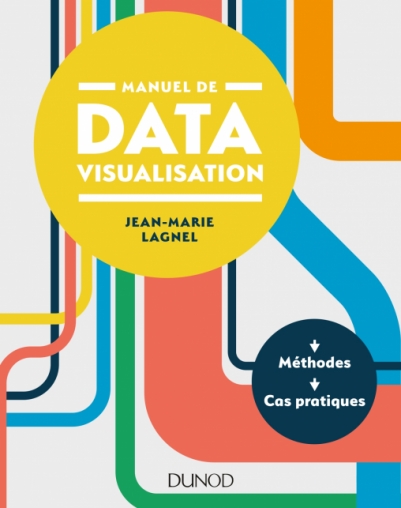 MANUEL DE
DATA
VISUALISATION
JEAN-MARIE
LAGNEL
Méthodes
Cas pratiques
DUNOD